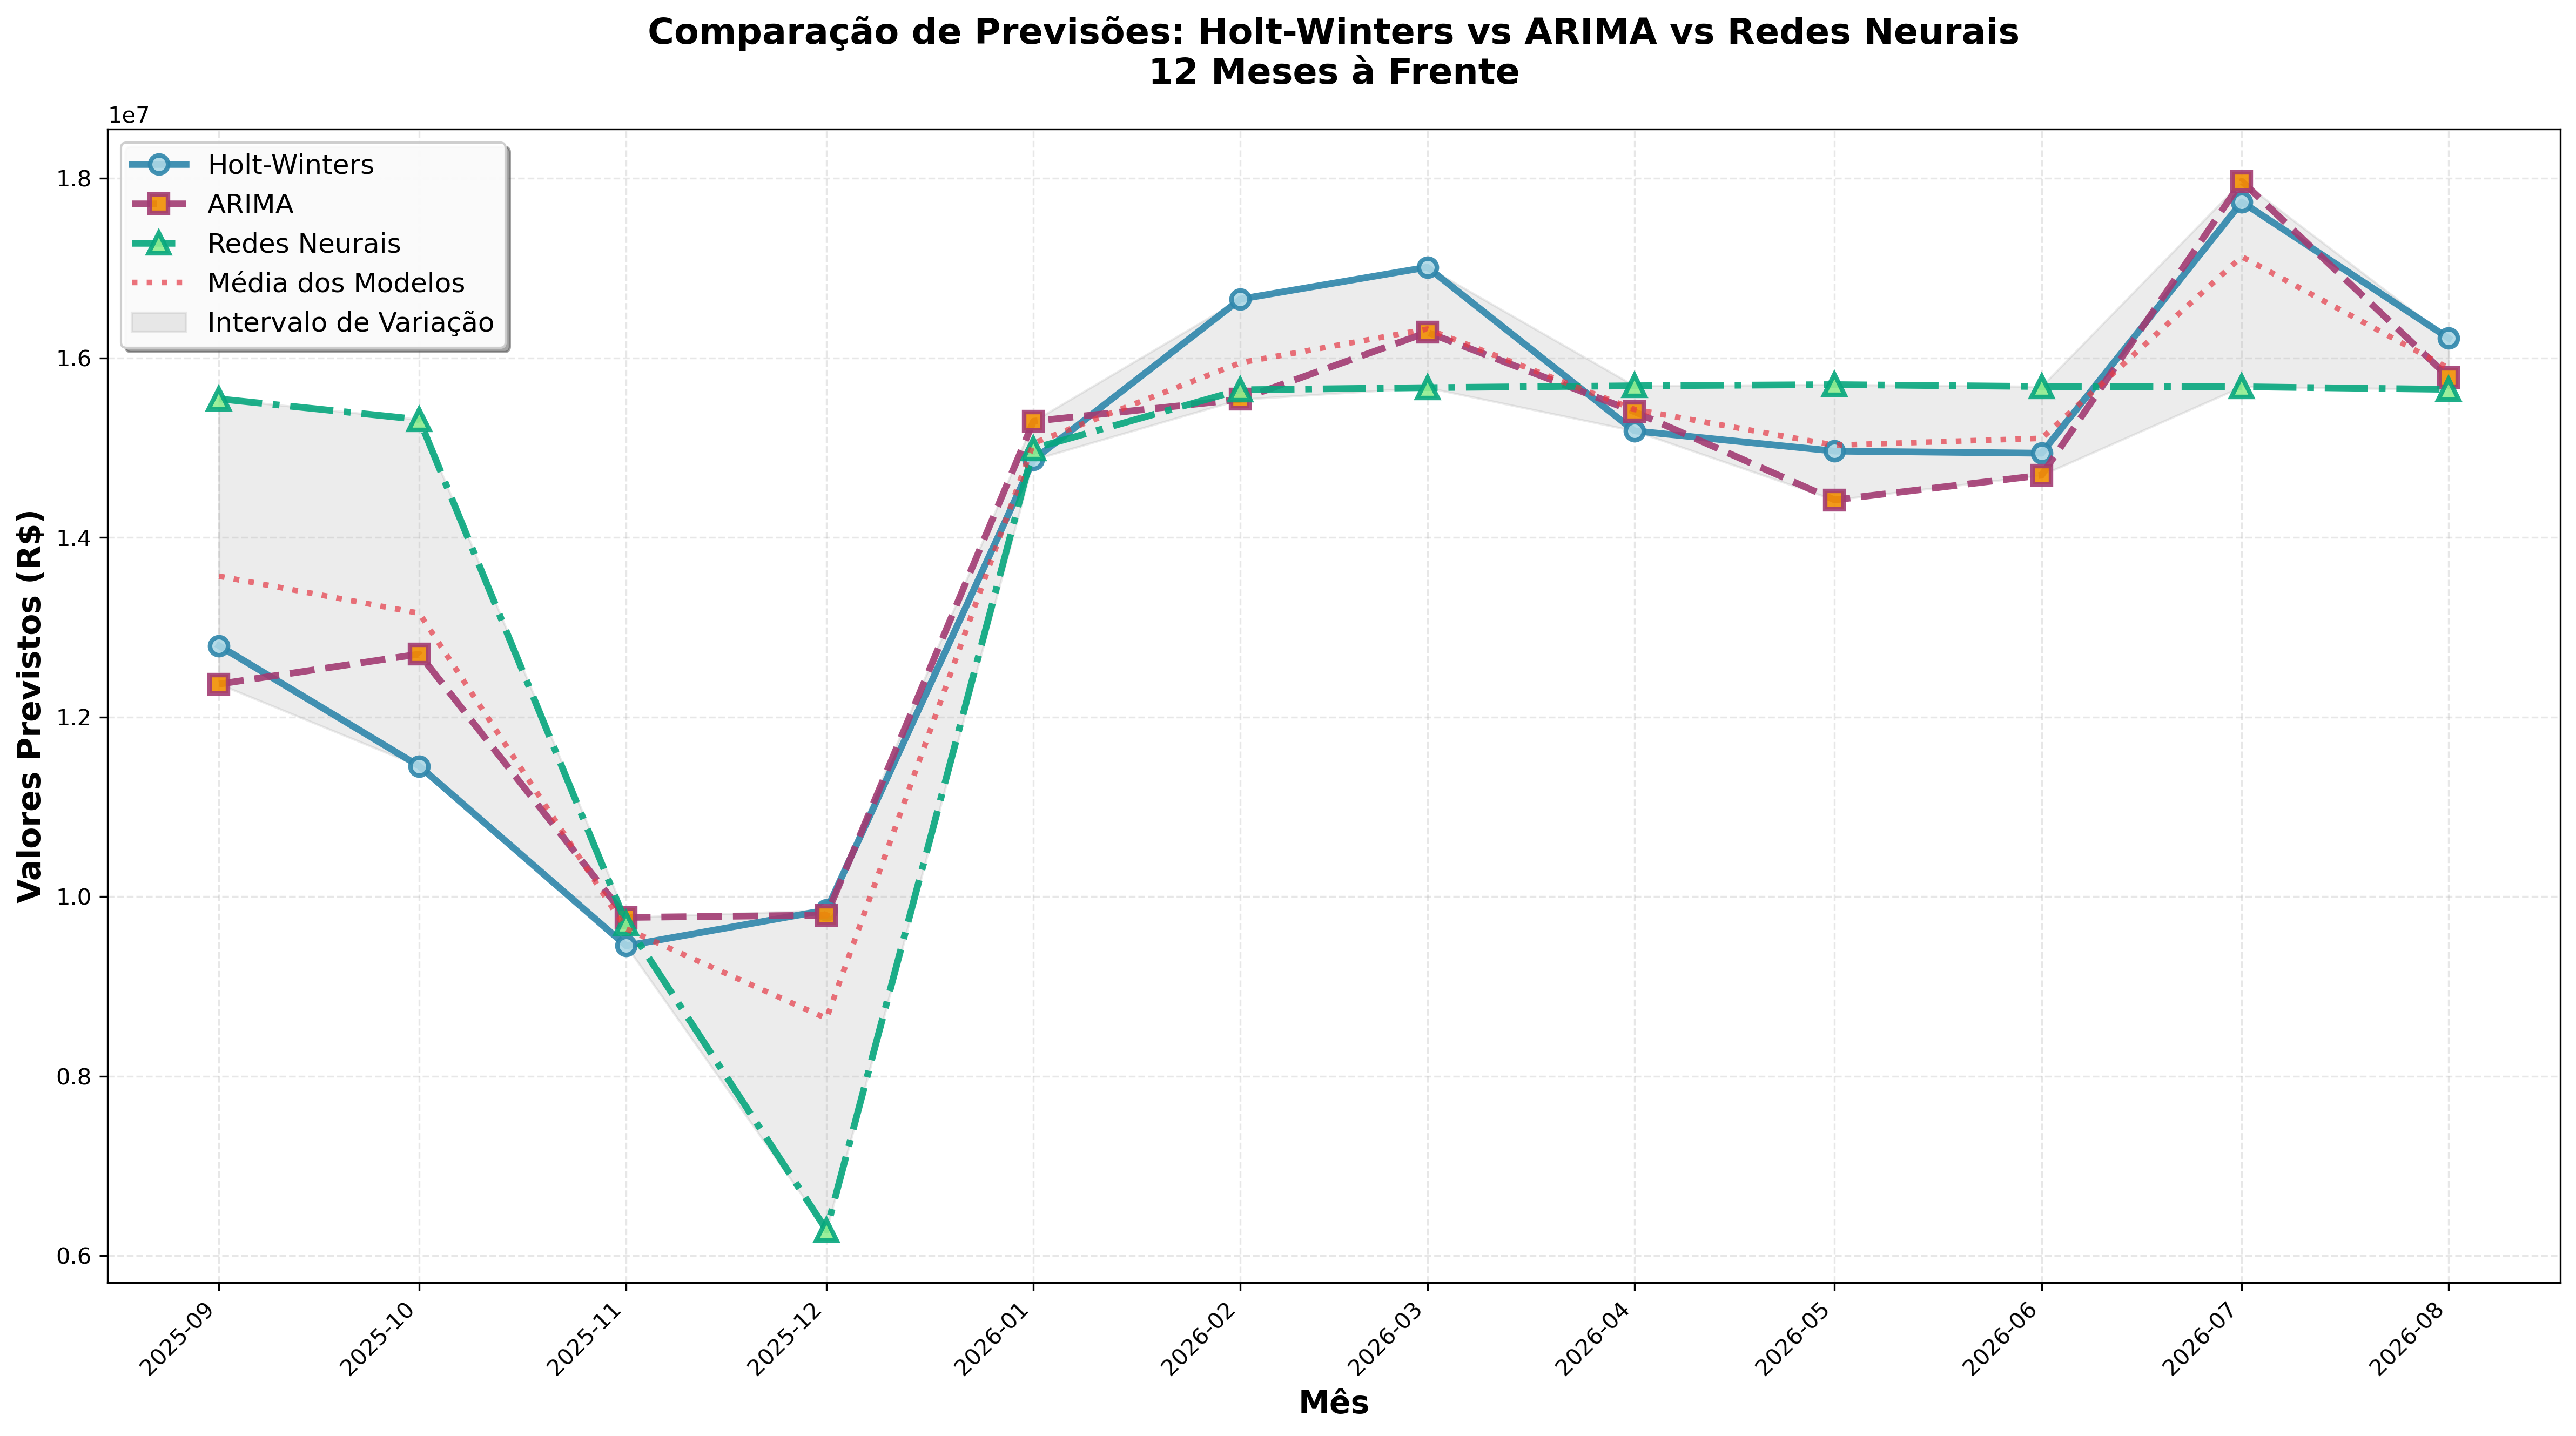 Comparação de Previsões: Holt-Winters vs ARIMA vs Redes Neurais
12 Meses à Frente
1e7
Holt-Winters
ARIMA
Redes Neurais
Média dos Modelos
Intervalo de Variação
1.8
1.6
1.4
1.2
1.0
0.8
0.6
Valores Previstos (R$)
2025-09
2025-10
2025-11
2025-12
2026-01
2026-02
2026-03
2026-04
2026-05
2026-06
2026-07
2026-08
Mês